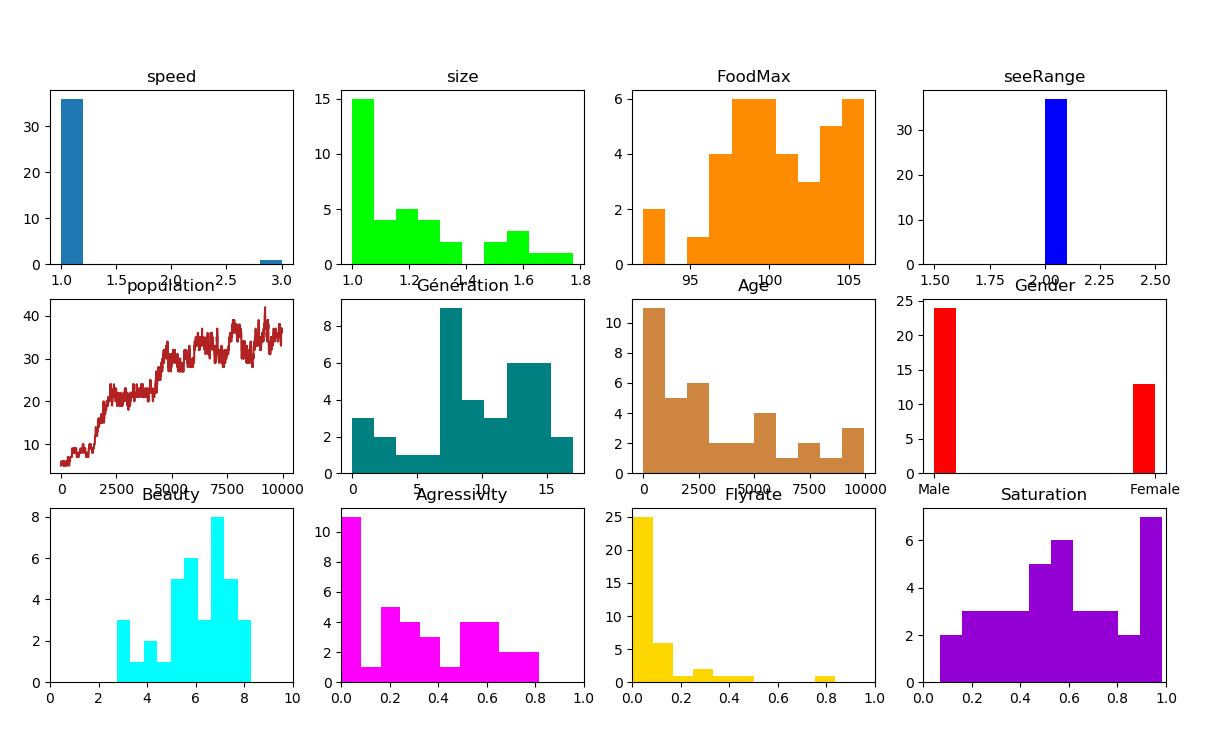 speed
size
FoodMax
seeRange
30
20
10
0
1.0 1.5 2.0 2.5 3.0
15
10
5
0
1.0 1.2 1.4 1.6 1.8
6
4
2
0
95 100 105
30
20
10
0
1.50 1.75 2.00 2.25 2.50
population
Génération
Age
Gender
40
30
20
10
0 2500 5000 7500 10000
8
6
4
2
0
0 5 10 15
10
8
6
4
2
0
0 2500 5000 7500 10000
25
20
15
10
5
0
Male Female
Beauty
Agressivity
Flyrate
Saturation
8
6
4
2
0
0 2 4 6 8 10
10
8
6
4
2
0
0.0 0.2 0.4 0.6 0.8 1.0
25
20
15
10
5
0
0.0 0.2 0.4 0.6 0.8 1.0
6
4
2
0
0.0 0.2 0.4 0.6 0.8 1.0